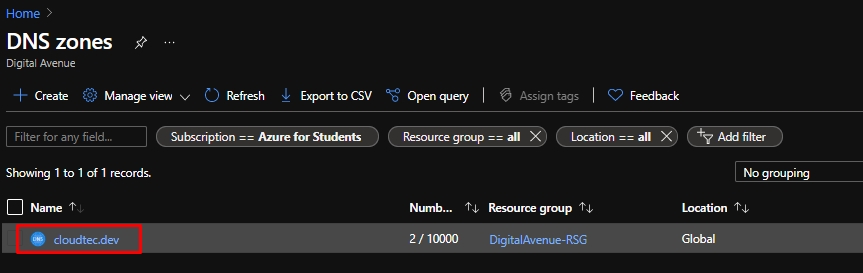 Home
DNS zones
Digital Avenue
Create Manage view Refresh Export to CSV Open query Assign tags Feedback
Filter for any field... Subscription == Azure for Students Resource group == all Location == all Add filter
Showing 1 to 1 of 1 records.
No grouping
Name Numb... Resource group Location
DNS cloudtec.dev 2 / 10000 DigitalAvenue-RSG Global